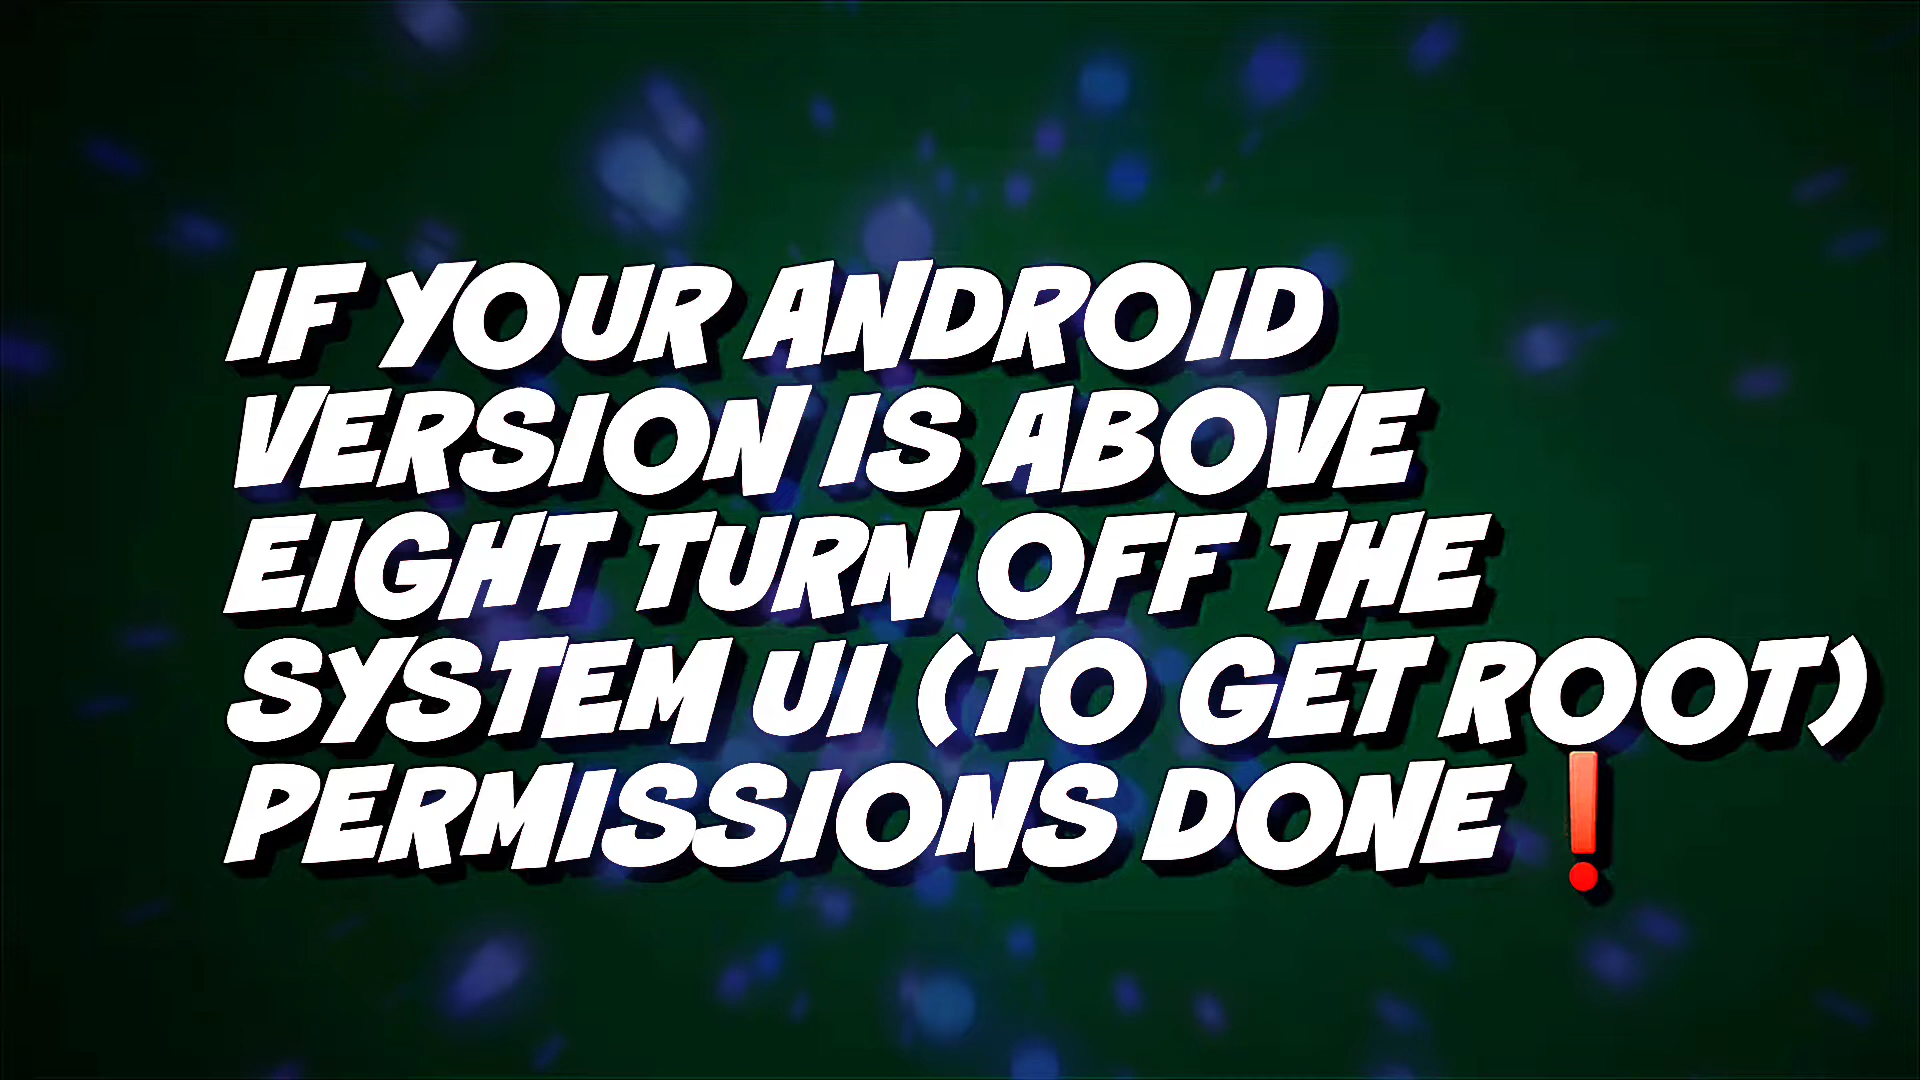 IF YOUR ANDROID
VERSION IS ABOVE
EIGHT TURN OFF THE
SYSTEM UI (TO GET ROOT)
PERMISSIONS DONE❗